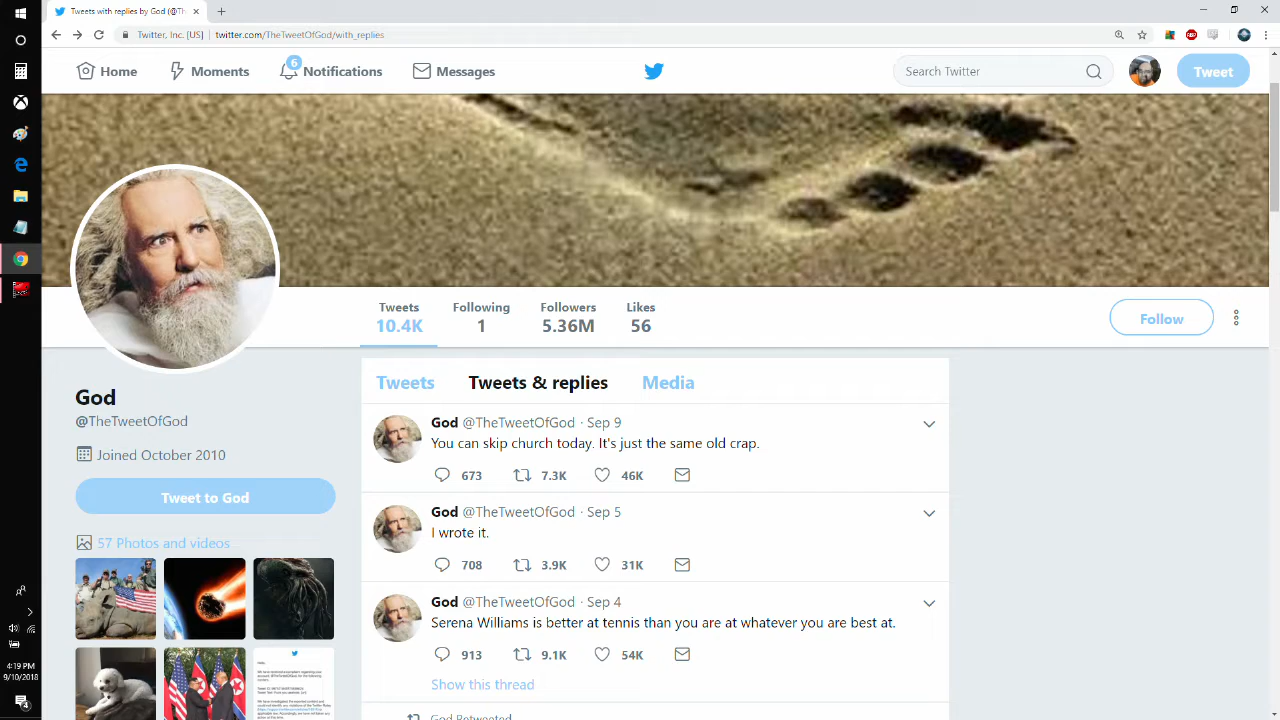 Tweets with replies by God (@Th
Twitter, Inc. [US] twitter.com/TheTweetOfGod/with_replies
Home
Moments
6
Notifications
Messages
Search Twitter
Tweet
Tweets
10.4K
Following
1
Followers
5.36M
Likes
56
Follow
God
@TheTweetOfGod
Joined October 2010
Tweet to God
57 Photos and videos
Tweets
Tweets & replies
Media
God @TheTweetOfGod · Sep 9
You can skip church today. It's just the same old crap.
673 7.3K 46K
God @TheTweetOfGod · Sep 5
I wrote it.
708 3.9K 31K
God @TheTweetOfGod · Sep 4
Serena Williams is better at tennis than you are at whatever you are best at.
913 9.1K 54K
Show this thread
God Retweeted
4:19 PM